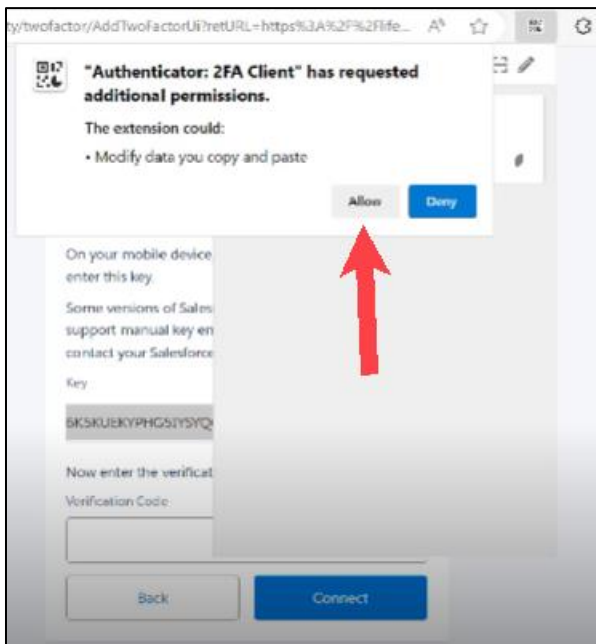 ty/twofactor/AddTwoFactorUi?retURL=https%3A%2F%2Flife...
"Authenticator: 2FA Client" has requested
additional permissions.
The extension could:
• Modify data you copy and paste
Allow
Deny
On your mobile device
enter this key.
Some versions of Sales
support manual key en
contact your Salesforce
Key
Now enter the verificat
Verification Code
Back
Connect